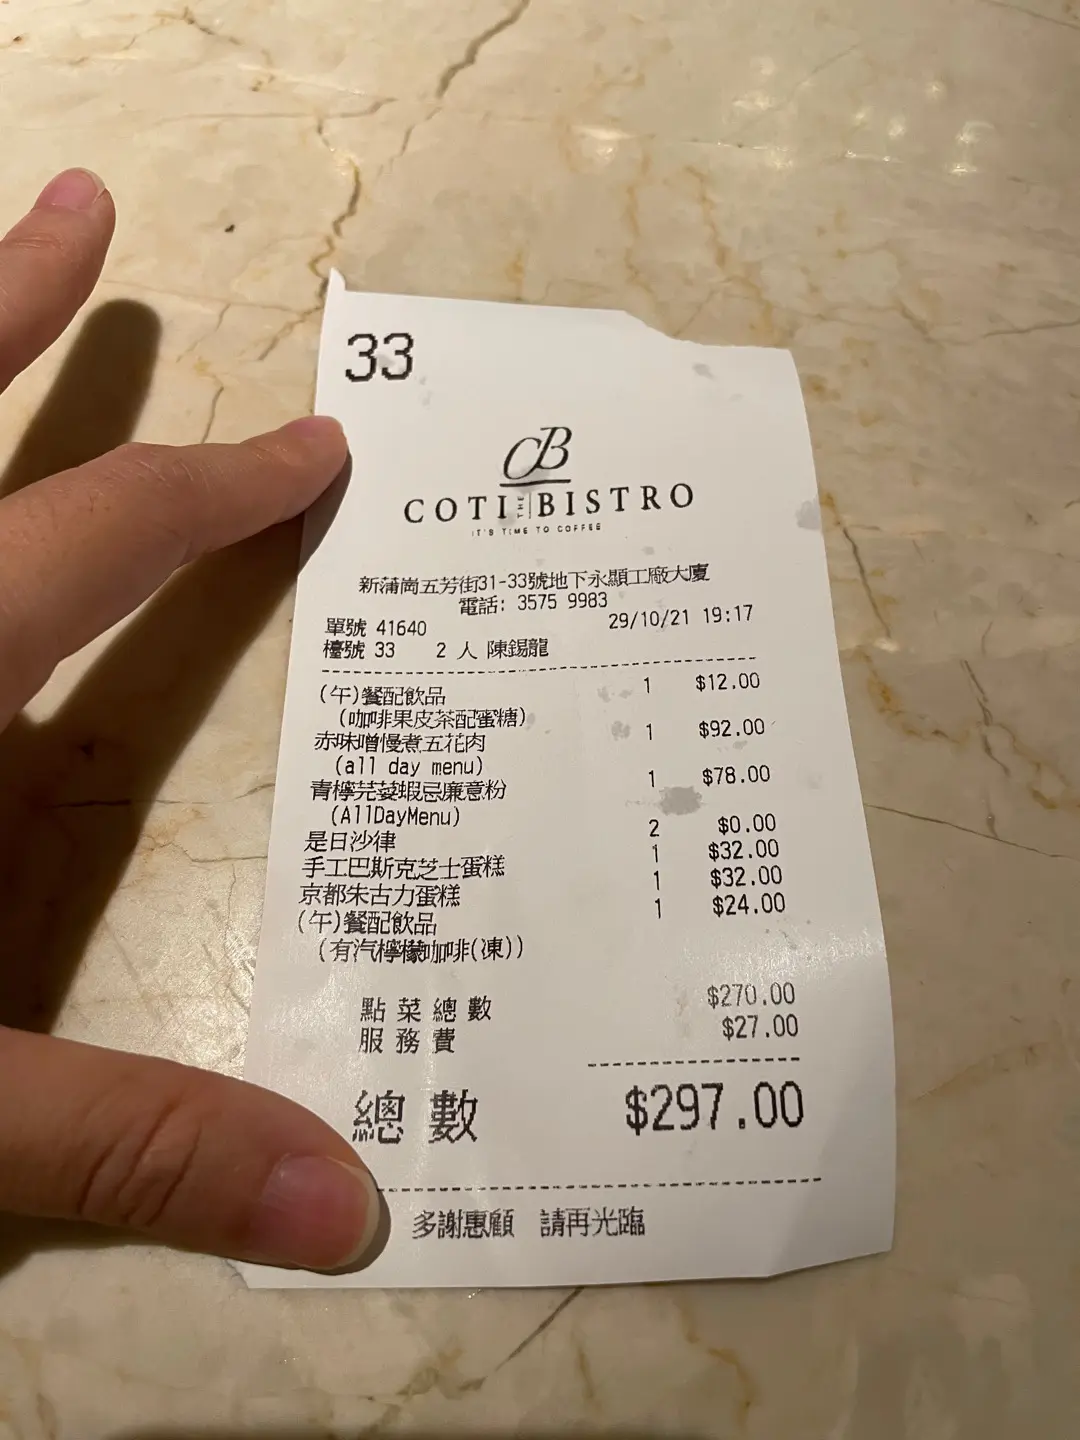 33
CB
COTI THE BISTRO
IT'S TIME TO COFFEE
新蒲崗五芳街31-33號地下永顯工廠大廈
電話: 3575 9983
單號 41640 29/10/21 19:17
檯號 33 2 人 陳錫龍
(午)餐配飲品 1 $12.00
(咖啡果皮茶配蜜糖)
赤味噌慢煮五花肉 1 $92.00
(all day menu)
青檸芫荽蝦忌廉意粉 1 $78.00
(AllDayMenu)
是日沙律 2 $0.00
手工巴斯克芝士蛋糕 1 $32.00
京都朱古力蛋糕 1 $32.00
(午)餐配飲品 1 $24.00
(有汽檸檬咖啡(凍))
點菜總數 $270.00
服務費 $27.00
總數 $297.00
多謝惠顧 請再光臨